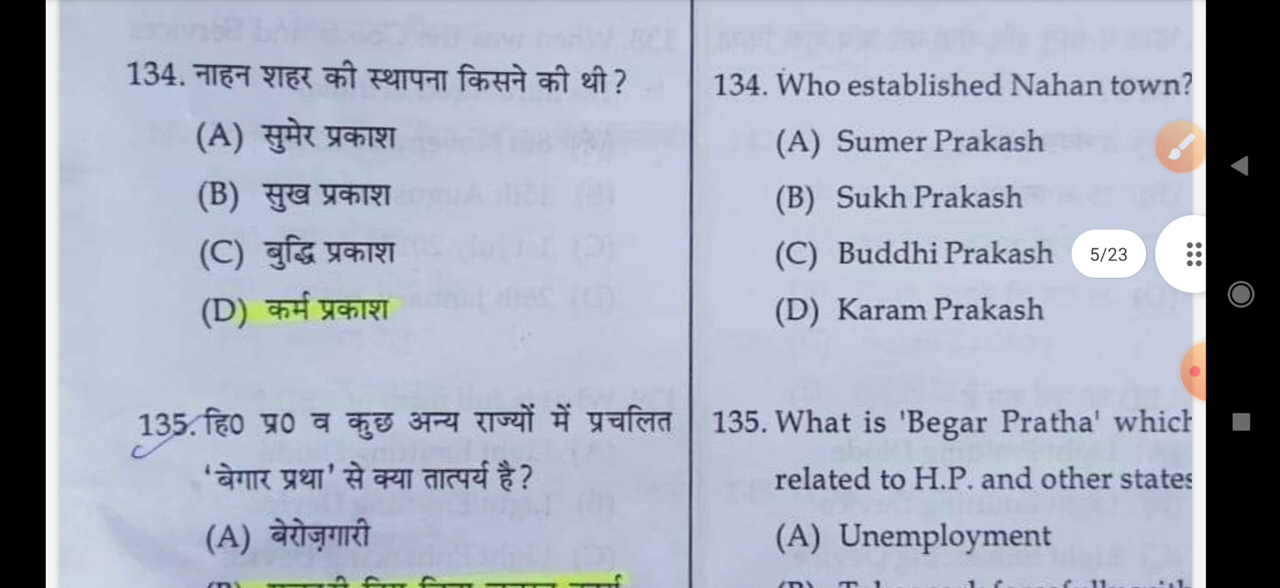 134. नाहन शहर की स्थापना किसने की थी?
(A) सुमेर प्रकाश
(B) सुख प्रकाश
(C) बुद्धि प्रकाश
(D) कर्म प्रकाश
135. हि0 प्र0 व कुछ अन्य राज्यों में प्रचलित
'बेगार प्रथा' से क्या तात्पर्य है?
(A) बेरोज़गारी
134. Who established Nahan town?
(A) Sumer Prakash
(B) Sukh Prakash
(C) Buddhi Prakash
(D) Karam Prakash
135. What is 'Begar Pratha' which
related to H.P. and other states
(A) Unemployment
5/23